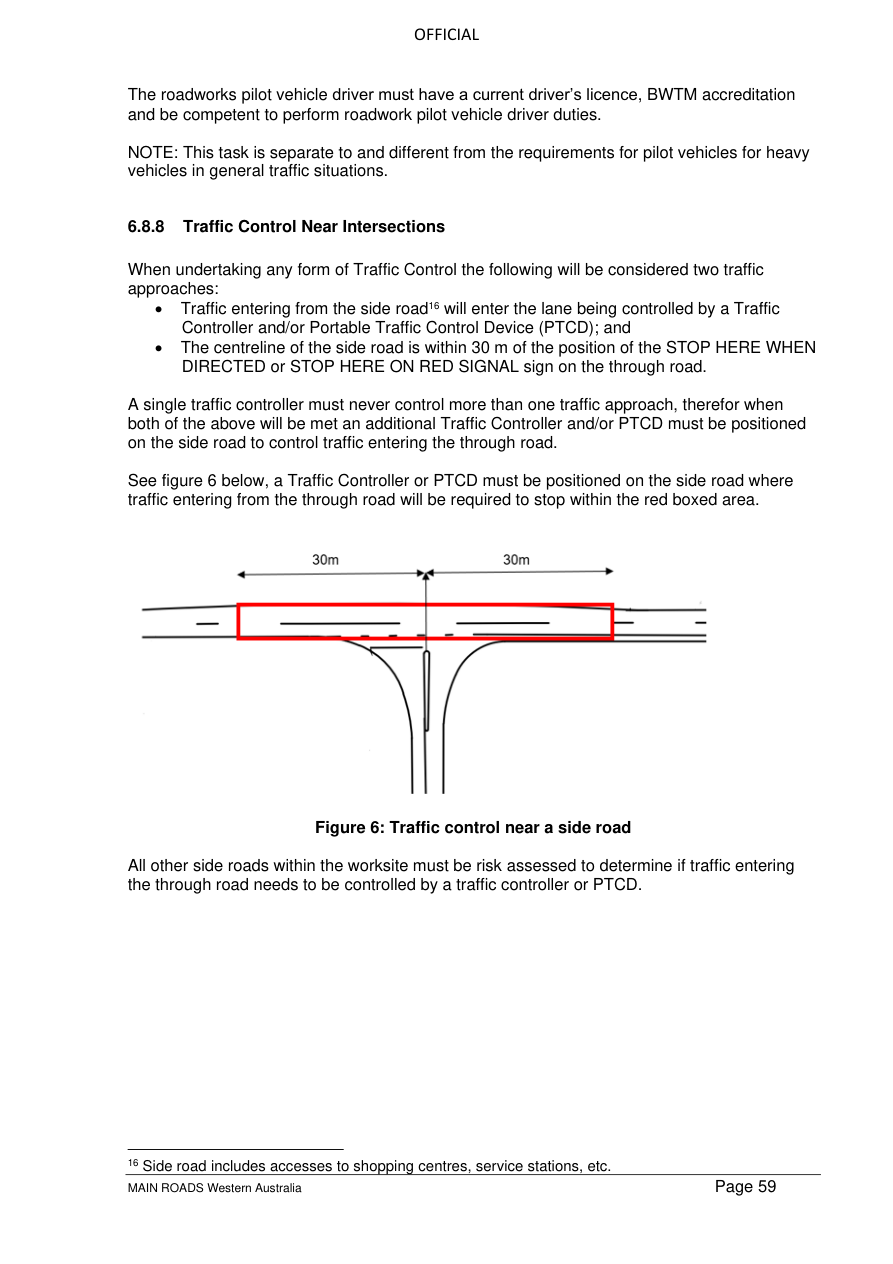 OFFICIAL
The roadworks pilot vehicle driver must have a current driver’s licence, BWTM accreditation
and be competent to perform roadwork pilot vehicle driver duties.
NOTE: This task is separate to and different from the requirements for pilot vehicles for heavy
vehicles in general traffic situations.
6.8.8 Traffic Control Near Intersections
When undertaking any form of Traffic Control the following will be considered two traffic
approaches:
• Traffic entering from the side road16 will enter the lane being controlled by a Traffic
Controller and/or Portable Traffic Control Device (PTCD); and
• The centreline of the side road is within 30 m of the position of the STOP HERE WHEN
DIRECTED or STOP HERE ON RED SIGNAL sign on the through road.
A single traffic controller must never control more than one traffic approach, therefor when
both of the above will be met an additional Traffic Controller and/or PTCD must be positioned
on the side road to control traffic entering the through road.
See figure 6 below, a Traffic Controller or PTCD must be positioned on the side road where
traffic entering from the through road will be required to stop within the red boxed area.
30m 30m
Figure 6: Traffic control near a side road
All other side roads within the worksite must be risk assessed to determine if traffic entering
the through road needs to be controlled by a traffic controller or PTCD.
16 Side road includes accesses to shopping centres, service stations, etc.
MAIN ROADS Western Australia Page 59